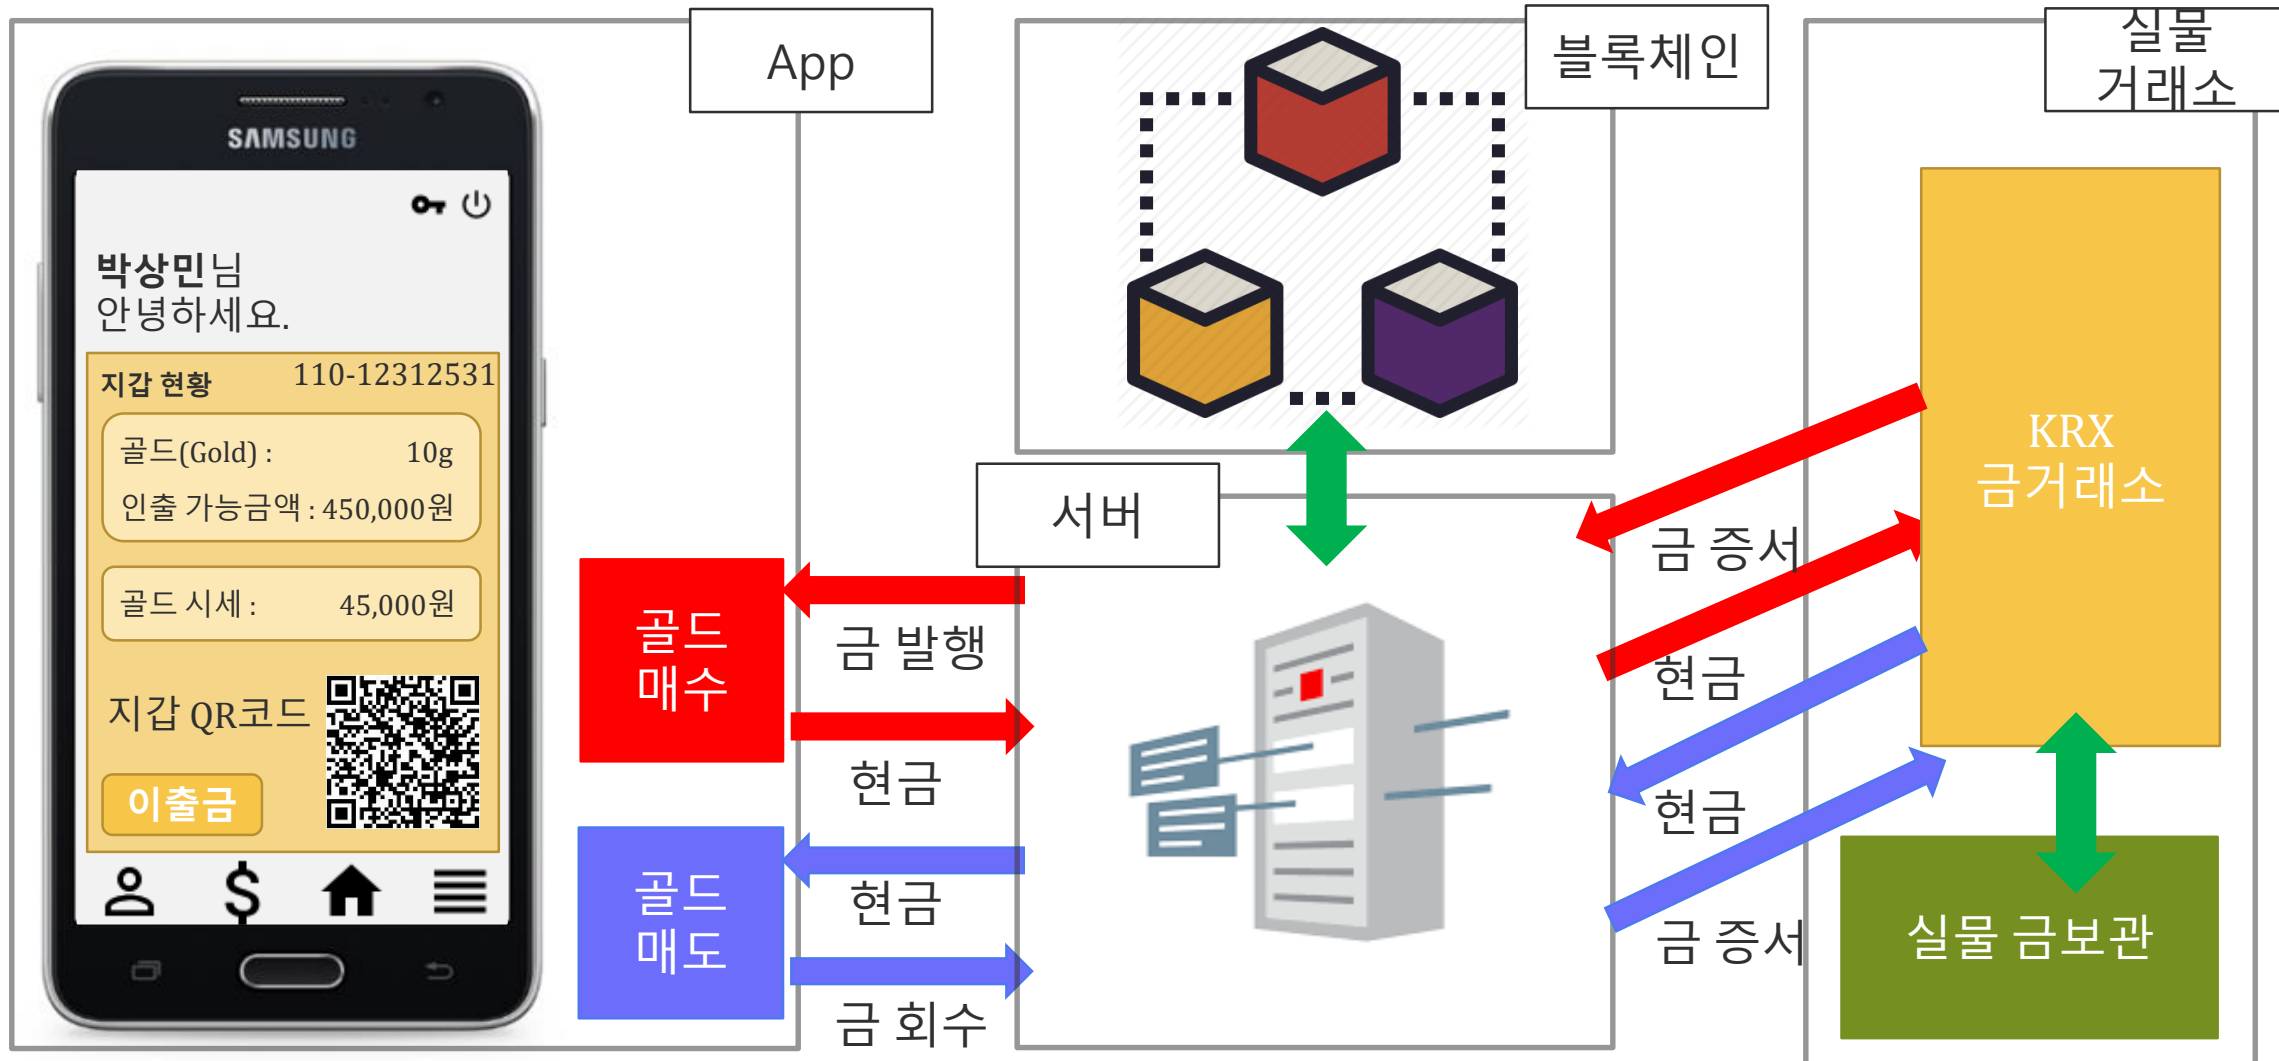 App
SAMSUNG
박상민님
안녕하세요.
지갑 현황 110-12312531
골드(Gold) : 10g
인출 가능금액 : 450,000원
골드 시세 : 45,000원
지갑 QR코드
이출금
골드
매수
골드
매도
금 발행
현금
현금
금 회수
블록체인
서버
금 증서
현금
현금
금 증서
실물
거래소
KRX
금거래소
실물 금보관